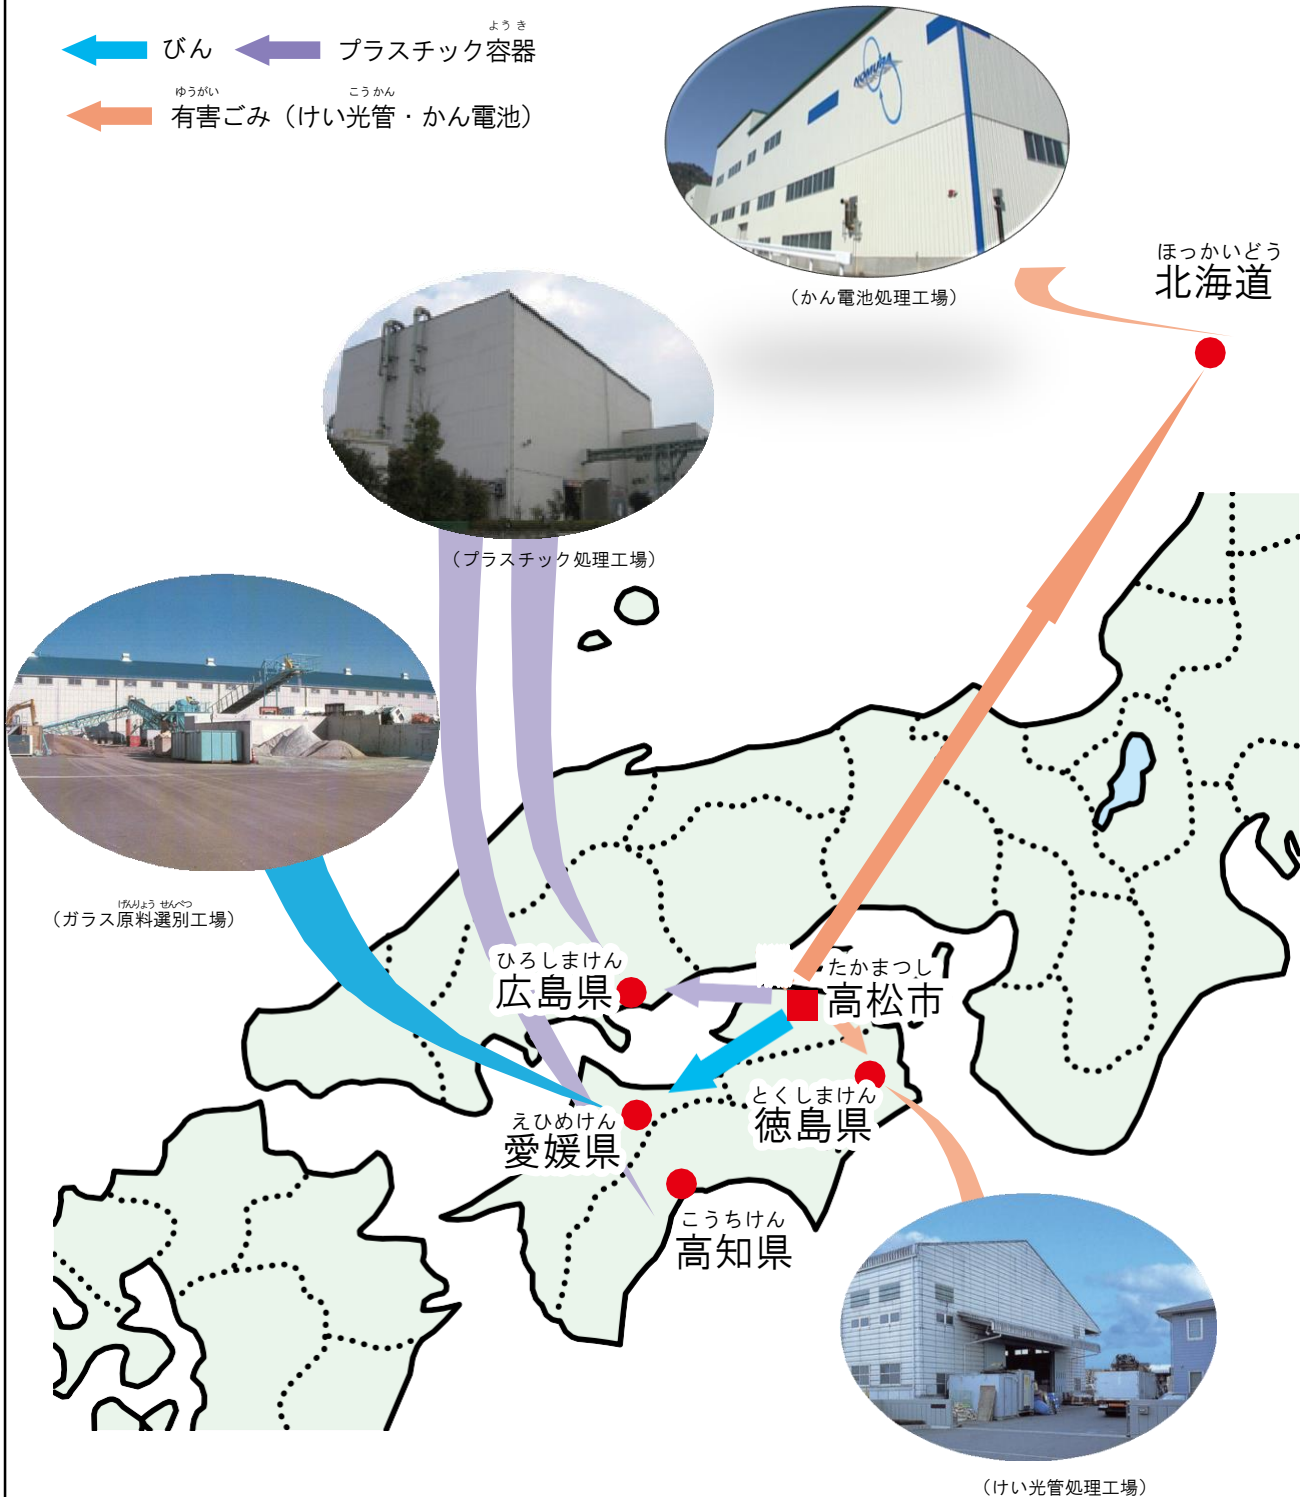 びん
プラスチック容器
ようき
有害ごみ（けい光管・かん電池）
ゆうがい
こうかん
NOMURA
（かん電池処理工場）
ほっかいどう
北海道
（プラスチック処理工場）
（ガラス原料選別工場）
げんりょう せんべつ
ひろしまけん
広島県
たかまつし
高松市
えひめけん
愛媛県
とくしまけん
徳島県
こうちけん
高知県
（けい光管処理工場）